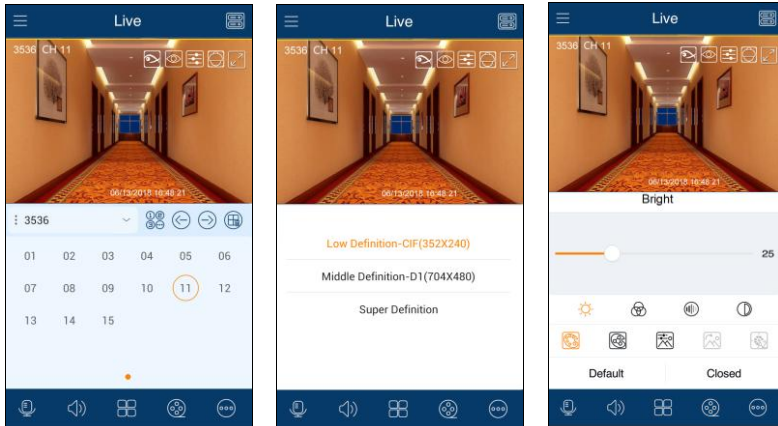 Live
3536 CH 11
06/13/2018 10:48:21
3536
01 02 03 04 05 06
07 08 09 10 11 12
13 14 15
Live
3536 CH 11
06/13/2018 10:48:21
Low Definition-CIF(352X240)
Middle Definition-D1(704X480)
Super Definition
Live
3536 CH 11
06/13/2018 10:48:21
Bright
25
Default Closed